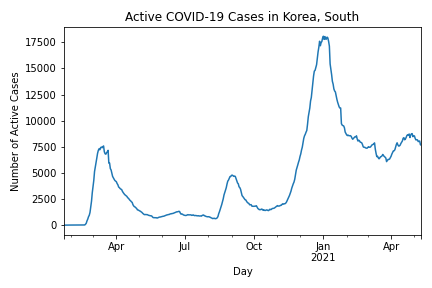 Active COVID-19 Cases in Korea, South
Number of Active Cases
17500
15000
12500
10000
7500
5000
2500
0
Apr
Jul
Oct
Jan
2021
Apr
Day